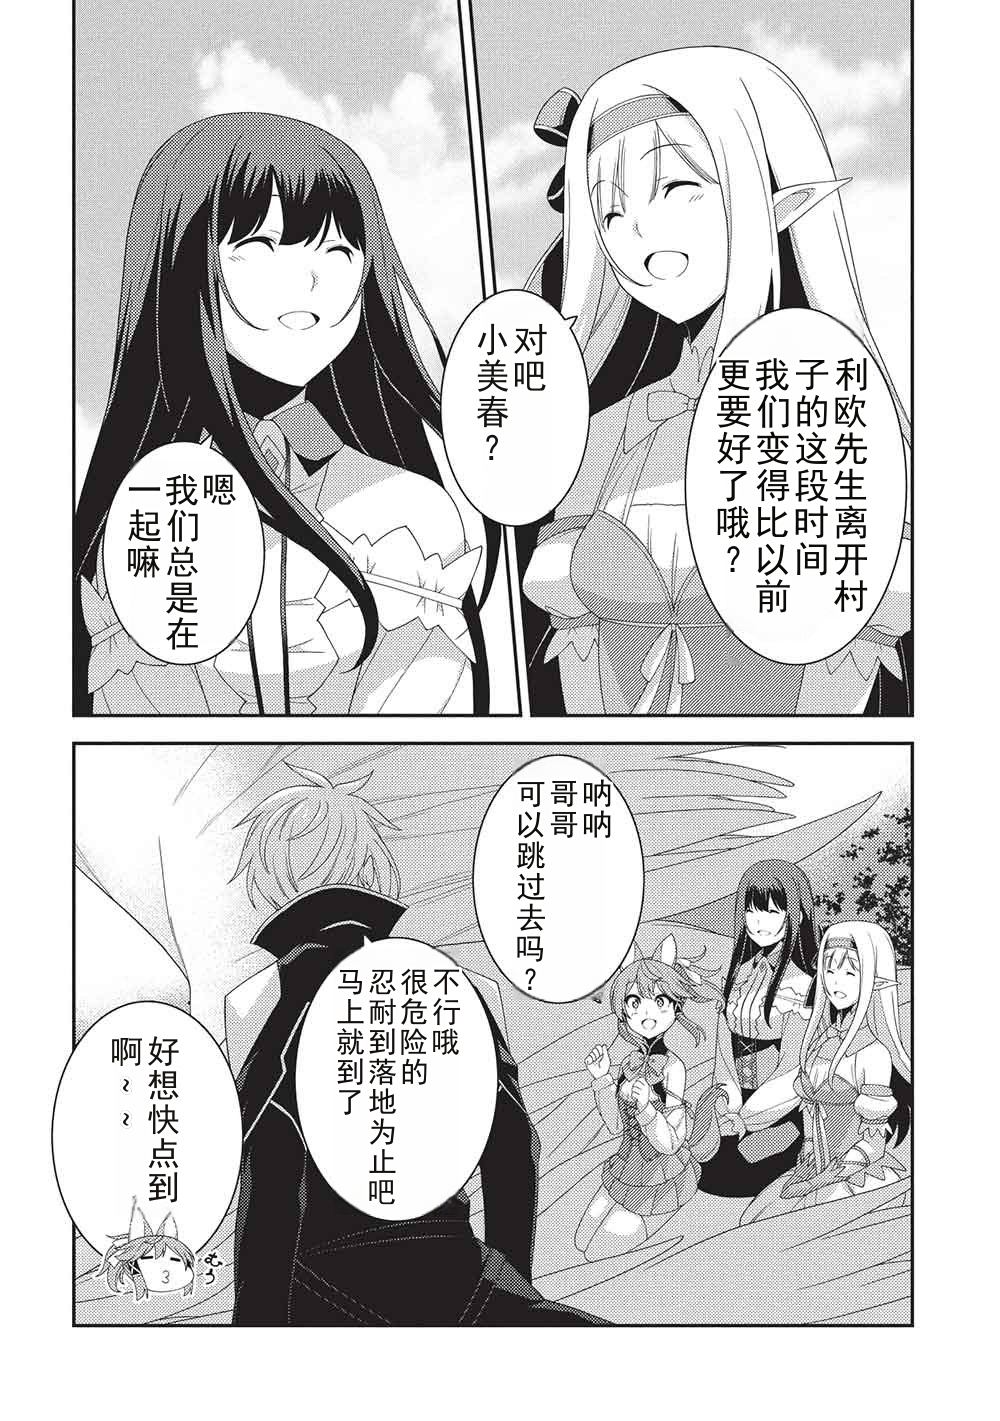 利欧先生离开村
子的这段时间
我们变得比以前
更要好了哦？
对吧
小美春？
嗯
我们总是在
一起嘛
呐呐
哥哥
可以跳过去吗？
不行哦
很危险的
忍耐到落地为止吧
马上就到了
好想快点到
啊～～
むぅ